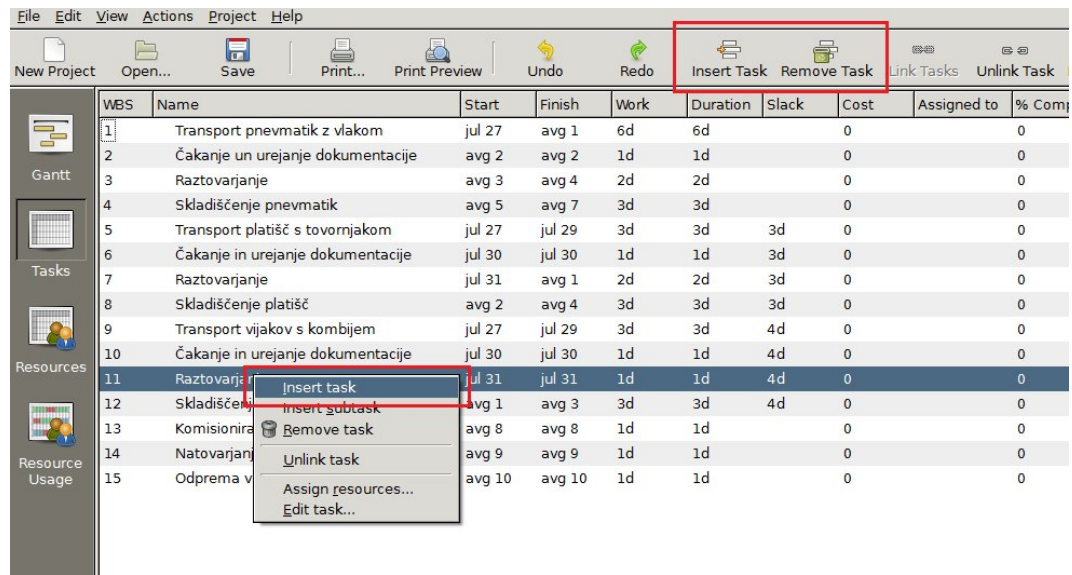 File Edit View Actions Project Help
New Project Open... Save Print... Print Preview Undo Redo Insert Task Remove Task Link Tasks Unlink Task
WBS Name Start Finish Work Duration Slack Cost Assigned to % Comp
1 Transport pnevmatik z vlakom jul 27 avg 1 6d 6d 0 0
2 Čakanje un urejanje dokumentacije avg 2 avg 2 1d 1d 0 0
3 Raztovarjanje avg 3 avg 4 2d 2d 0 0
4 Skladiščenje pnevmatik avg 5 avg 7 3d 3d 0 0
5 Transport platišč s tovornjakom jul 27 jul 29 3d 3d 3d 0 0
6 Čakanje in urejanje dokumentacije jul 30 jul 30 1d 1d 3d 0 0
7 Raztovarjanje jul 31 avg 1 2d 2d 3d 0 0
8 Skladiščenje platišč avg 2 avg 4 3d 3d 3d 0 0
9 Transport vijakov s kombijem jul 27 jul 29 3d 3d 4d 0 0
10 Čakanje in urejanje dokumentacije jul 30 jul 30 1d 1d 4d 0 0
11 Raztovarjan jul 31 jul 31 1d 1d 4d 0 0
12 Skladiščenj avg 1 avg 3 3d 3d 4d 0 0
13 Komisionira avg 8 avg 8 1d 1d 0 0
14 Natovarjanj avg 9 avg 9 1d 1d 0 0
15 Odprema v avg 10 avg 10 1d 1d 0 0
Gantt
Tasks
Resources
Resource
Usage
Insert task
Insert subtask
Remove task
Unlink task
Assign resources...
Edit task...